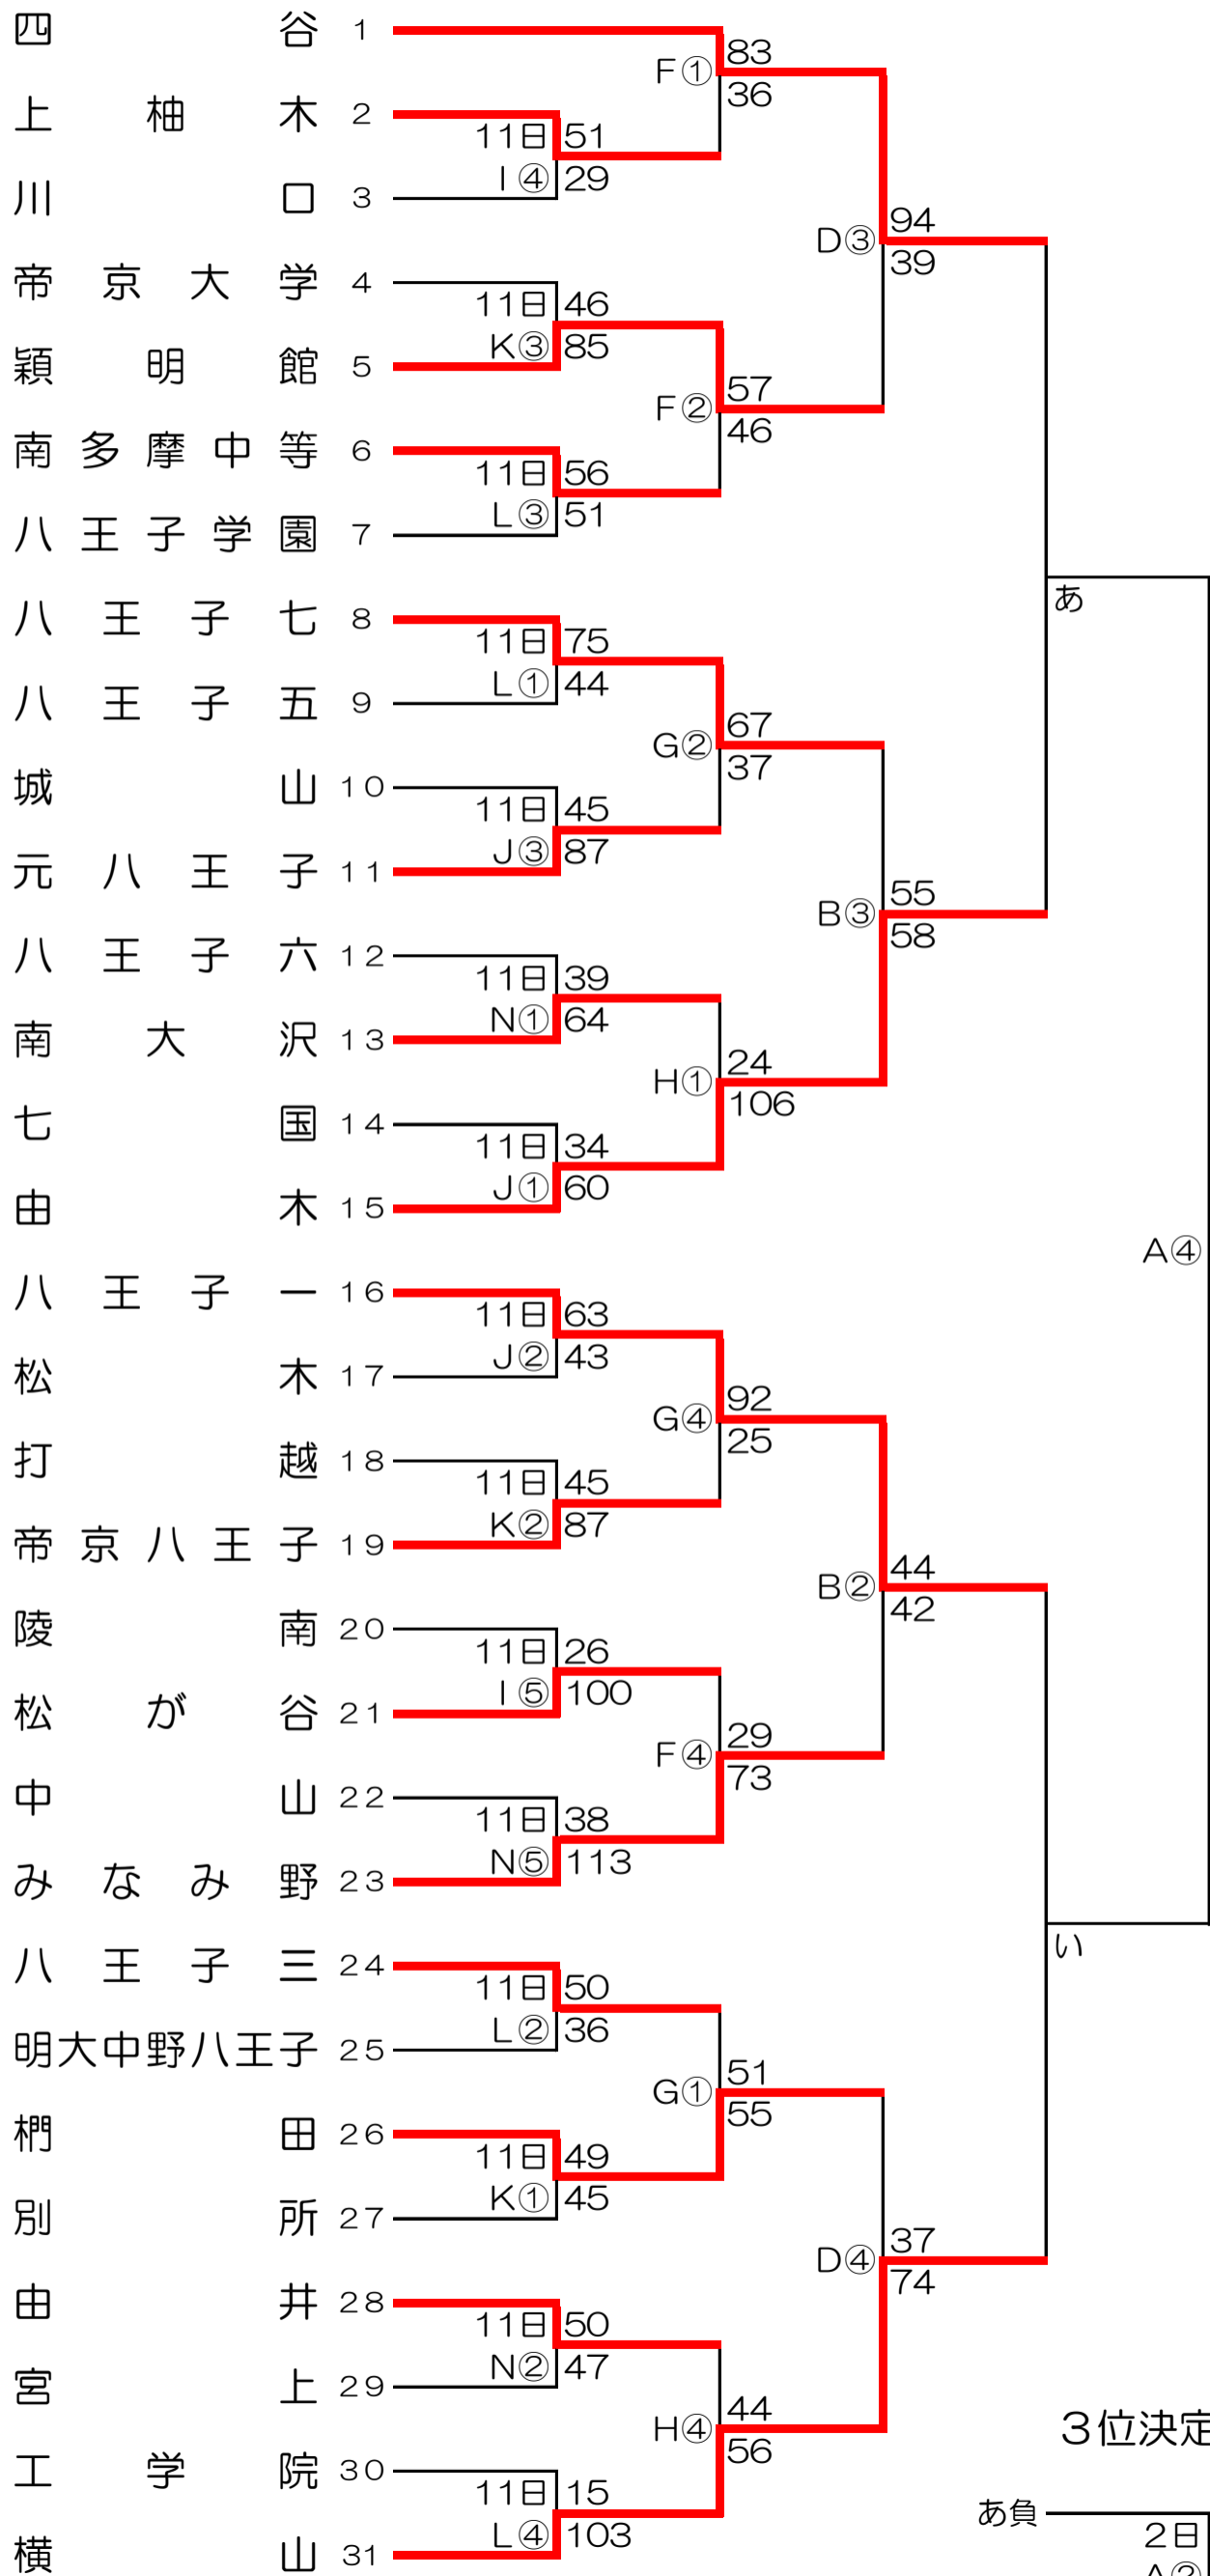 四谷 1
83
F①
36
上柚木 2
11日 51
I④ 29
川口 3
94
D③
39
帝京大学 4
11日 46
K③ 85
穎明館 5
57
F②
46
南多摩中等 6
11日 56
L③ 51
八王子学園 7
あ
八王子七 8
11日 75
L① 44
八王子五 9
67
G②
37
城山 10
11日 45
J③ 87
元八王子 11
55
B③
58
八王子六 12
11日 39
N① 64
南大沢 13
24
H①
106
七国 14
11日 34
J① 60
由木 15
A④
八王子一 16
11日 63
J② 43
松木 17
92
G④
25
打越 18
11日 45
K② 87
帝京八王子 19
44
B②
42
陵南 20
11日 26
I⑤ 100
松が谷 21
29
F④
73
中山 22
11日 38
N⑤ 113
みなみ野 23
い
八王子三 24
11日 50
L② 36
明大中野八王子 25
51
G①
55
椚田 26
11日 49
K① 45
別所 27
37
D④
74
由井 28
11日 50
N② 47
宮上 29
44
H④
56
3位決定
工学院 30
11日 15
L④ 103
横山 31
あ負
2日